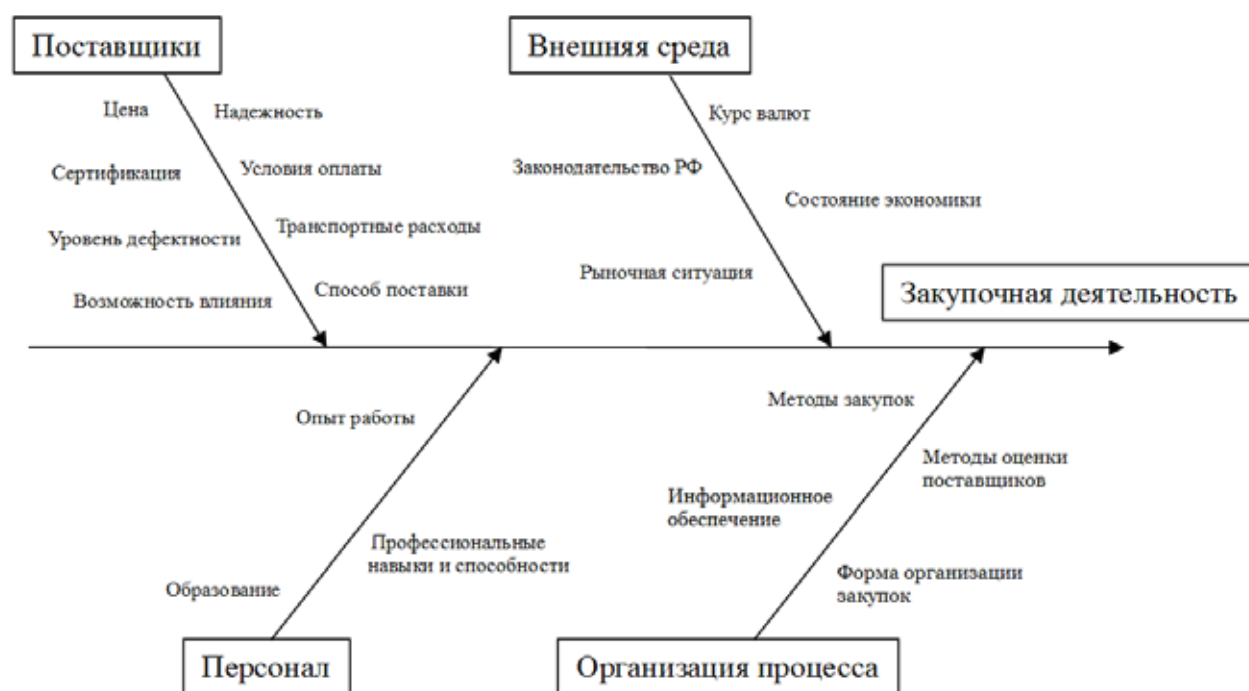 Поставщики
Внешняя среда
Цена
Надежность
Курс валют
Сертификация
Условия оплаты
Законодательство РФ
Состояние экономики
Уровень дефектности
Транспортные расходы
Возможность влияния
Способ поставки
Рыночная ситуация
Закупочная деятельность
Опыт работы
Методы закупок
Методы оценки
поставщиков
Информационное
обеспечение
Профессиональные
навыки и способности
Образование
Форма организации
закупок
Персонал
Организация процесса